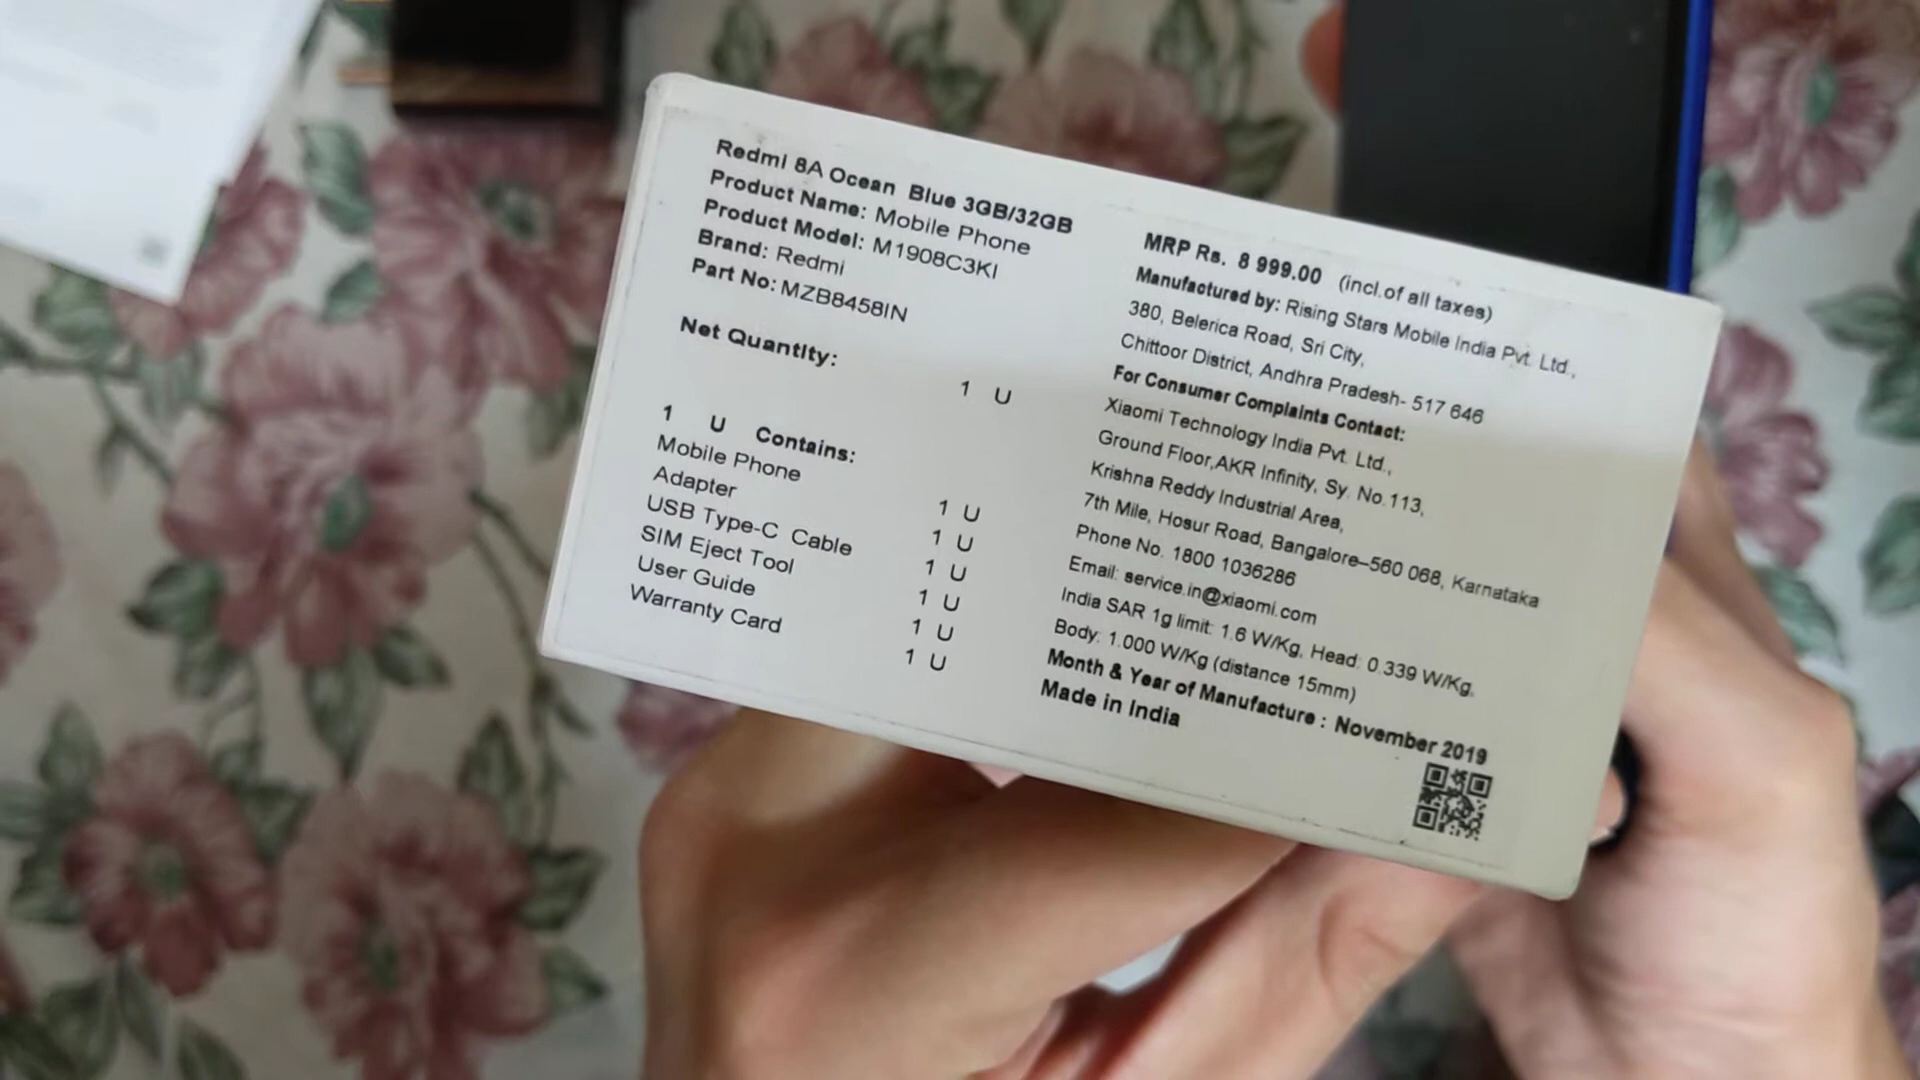 Redmi 8A Ocean Blue 3GB/32GB
Product Name: Mobile Phone
Product Model: M1908C3KI
Brand: Redmi
Part No: MZB8458IN
Net Quantity:
1 U
1 U Contains:
Mobile Phone 1 U
Adapter 1 U
USB Type-C Cable 1 U
SIM Eject Tool 1 U
User Guide 1 U
Warranty Card 1 U
MRP Rs. 8 999.00 (incl.of all taxes)
Manufactured by: Rising Stars Mobile India Pvt. Ltd.,
380, Belerica Road, Sri City,
Chittoor District, Andhra Pradesh- 517 646
For Consumer Complaints Contact:
Xiaomi Technology India Pvt. Ltd.,
Ground Floor,AKR Infinity, Sy. No.113,
Krishna Reddy Industrial Area,
7th Mile, Hosur Road, Bangalore–560 068, Karnataka
Phone No. 1800 1036286
Email: service.in@xiaomi.com
India SAR 1g limit: 1.6 W/Kg, Head: 0.339 W/Kg,
Body: 1.000 W/Kg (distance 15mm)
Month & Year of Manufacture : November 2019
Made in India